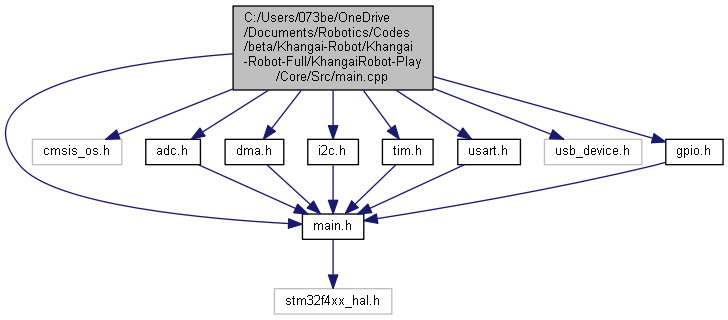 C:/Users/073be/OneDrive
/Documents/Robotics/Codes
/beta/Khangai-Robot/Khangai
-Robot-Full/KhangaiRobot-Play
/Core/Src/main.cpp
cmsis_os.h
adc.h
dma.h
i2c.h
tim.h
usart.h
usb_device.h
gpio.h
main.h
stm32f4xx_hal.h